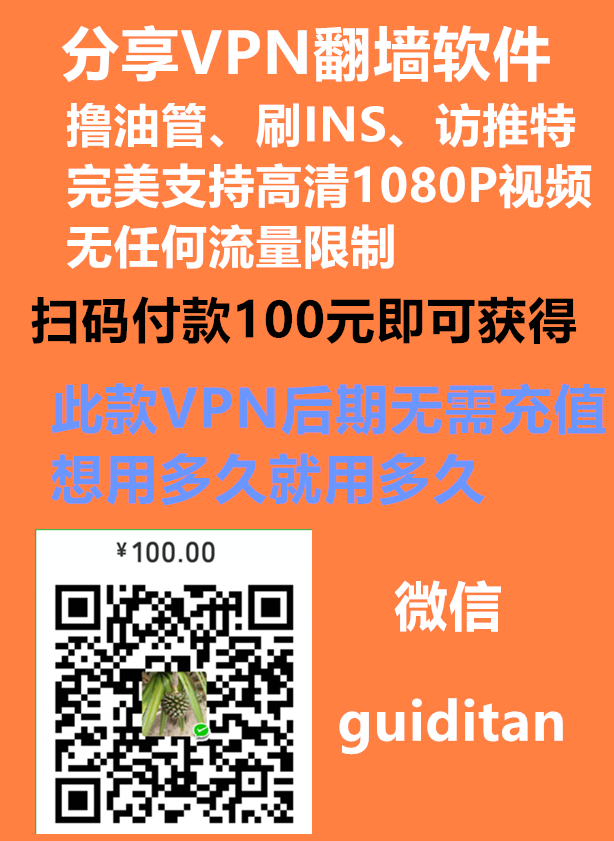 分享VPN翻墙软件
撸油管、刷INS、访推特
完美支持高清1080P视频
无任何流量限制
扫码付款100元即可获得
此款VPN后期无需充值
想用多久就用多久
¥100.00
微信
guiditan